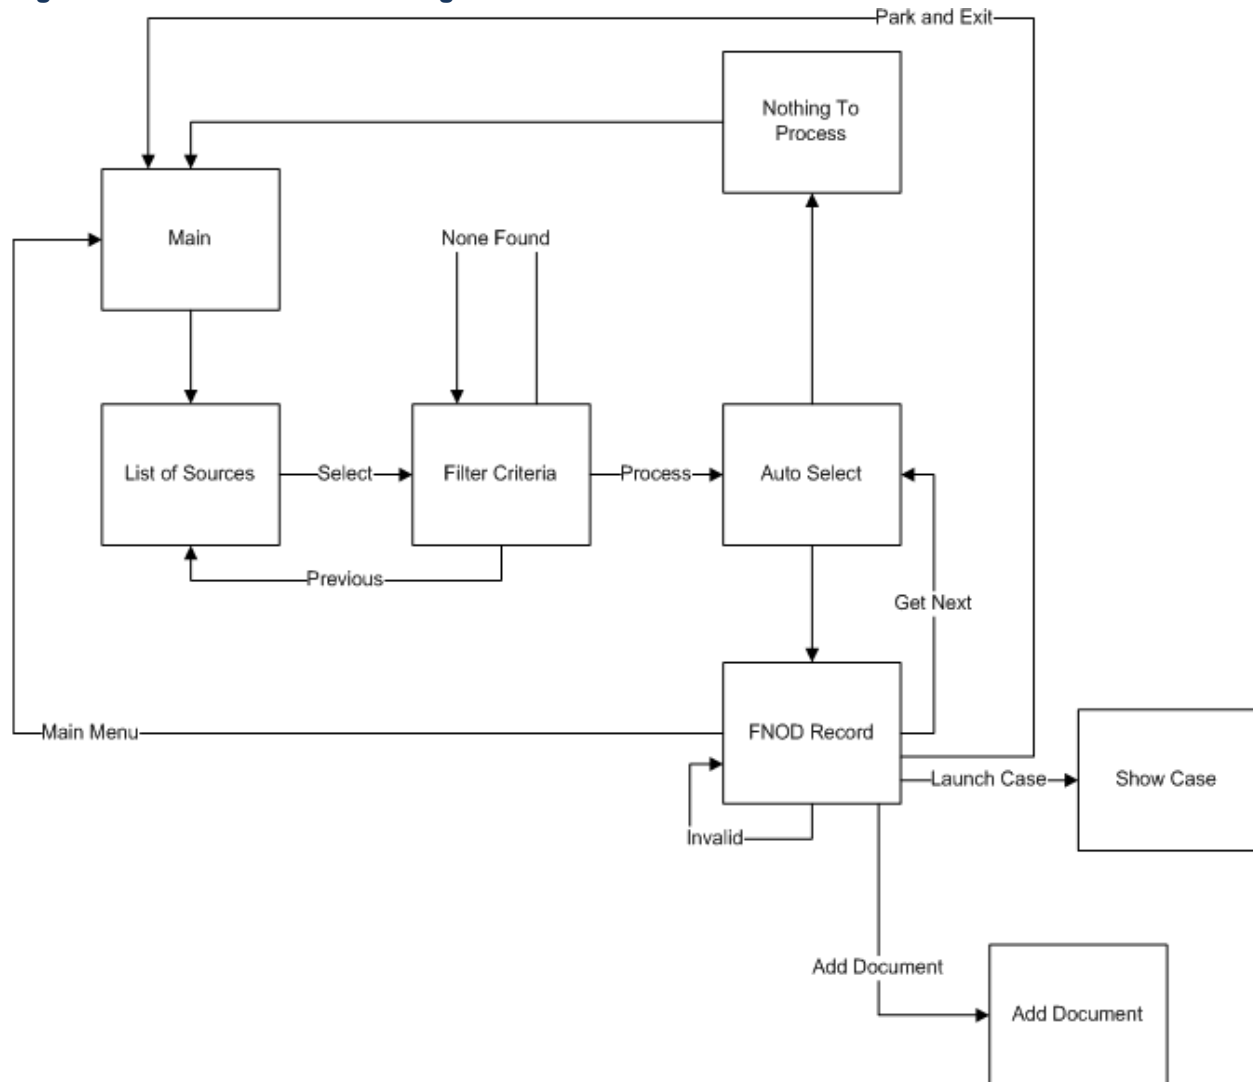 Park and Exit
Nothing To
Process
Main
None Found
List of Sources
Select
Filter Criteria
Process
Auto Select
Previous
Get Next
Main Menu
FNOD Record
Launch Case
Show Case
Invalid
Add Document
Add Document